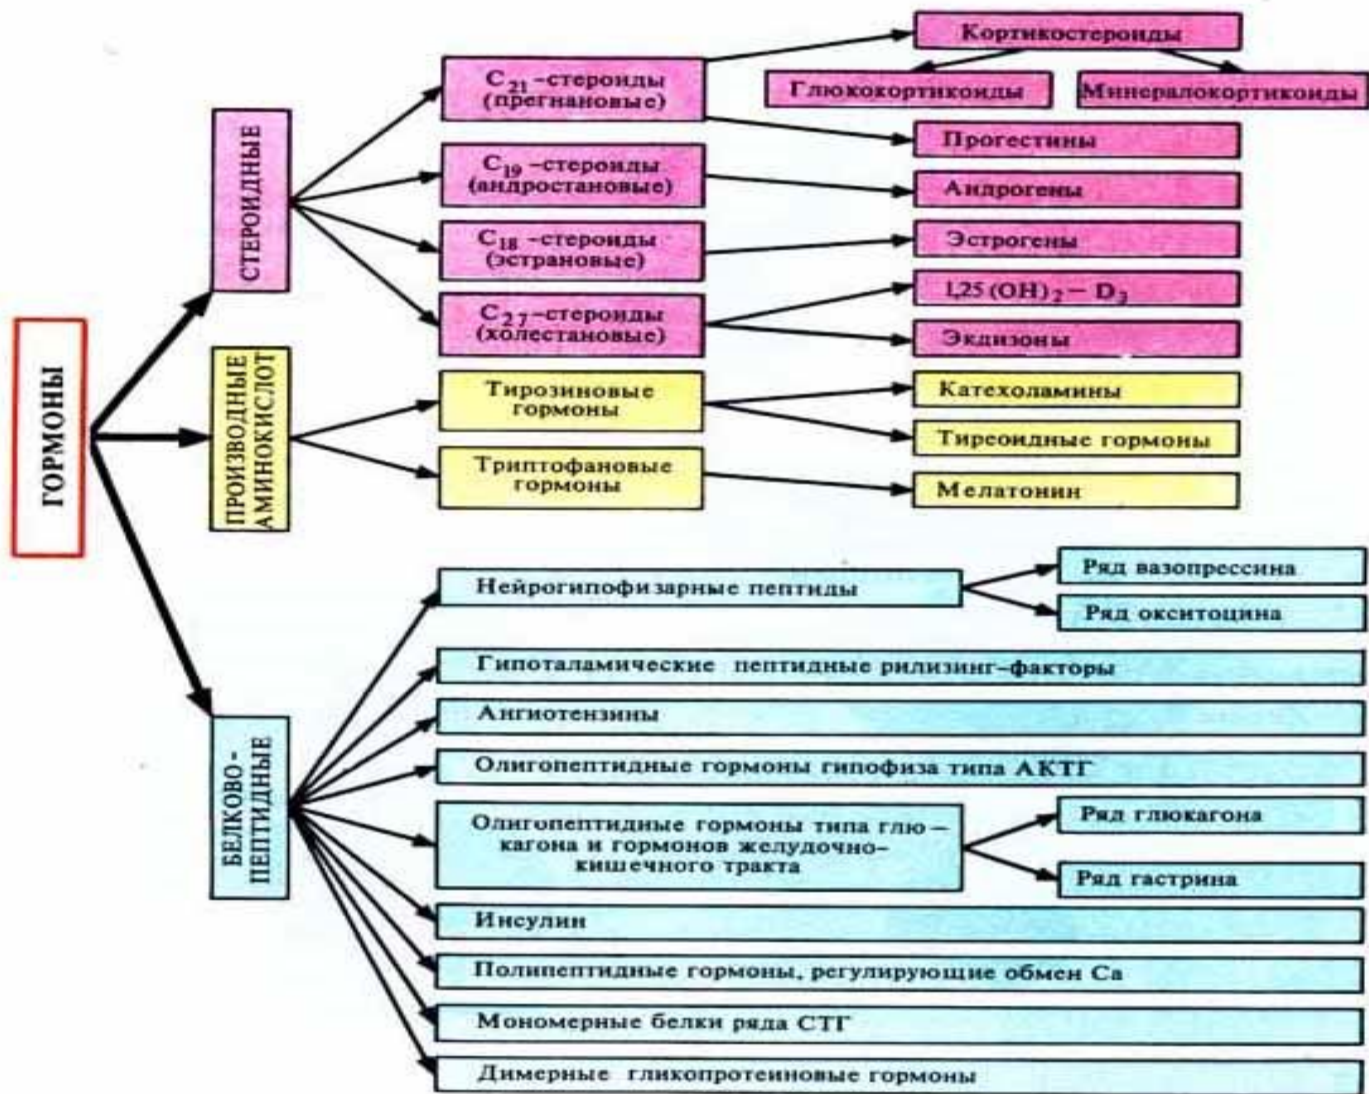 ГОРМОНЫ
СТЕРОИДНЫЕ
C21-стероиды
(прегнановые)
Кортикостероиды
Глюкокортикоиды
Минералокортикоиды
Прогестины
C19-стероиды
(андростановые)
Андрогены
C18-стероиды
(эстрановые)
Эстрогены
C27-стероиды
(холестановые)
1,25(OH)2 – D3
Экдизоны
ПРОИЗВОДНЫЕ
АМИНОКИСЛОТ
Тирозиновые
гормоны
Катехоламины
Тиреоидные гормоны
Триптофановые
гормоны
Мелатонин
БЕЛКОВО-
ПЕПТИДНЫЕ
Нейрогипофизарные пептиды
Ряд вазопрессина
Ряд окситоцина
Гипоталамические пептидные рилизинг-факторы
Ангиотензины
Олигопептидные гормоны гипофиза типа АКТГ
Олигопептидные гормоны типа глю-
кагона и гормонов желудочно-
кишечного тракта
Ряд глюкагона
Ряд гастрина
Инсулин
Полипептидные гормоны, регулирующие обмен Ca
Мономерные белки ряда СТГ
Димерные гликопротеиновые гормоны